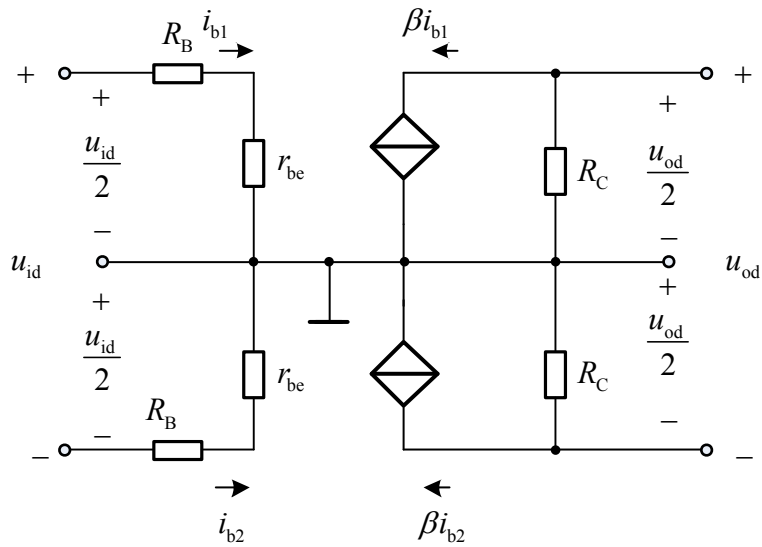 R_B i_b1 βi_b1
+ + + +
u_id/2 r_be R_C u_od/2
− −
u_id u_od
+ +
u_id/2 r_be R_C u_od/2
R_B
− − − −
i_b2 βi_b2